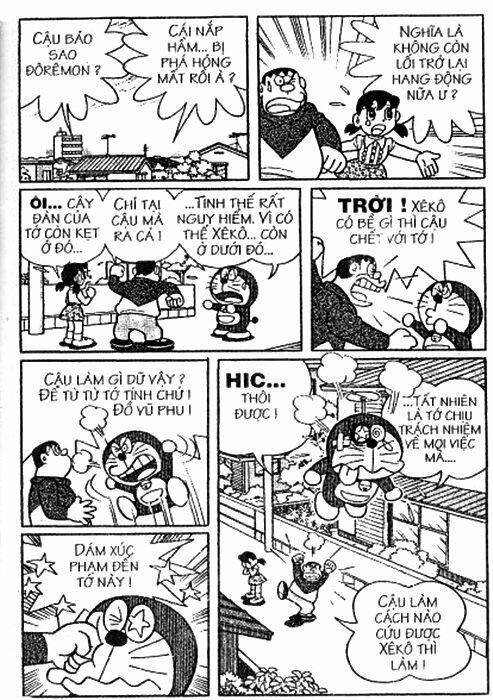 CẬU BẢO
SAO
ĐÔRÊMON ?
CÁI NẮP
HẦM... BỊ
PHÁ HỎNG
MẤT RỒI À ?
NGHĨA LÀ
KHÔNG CÒN
LỐI TRỞ LẠI
HANG ĐỘNG
NỮA Ư ?
ÔI... CÂY
ĐÀN CỦA
TỚ CÒN KẸT
Ở ĐÓ...
CHỈ TẠI
CẬU MÀ
RA CẢ !
...TÌNH THẾ RẤT
NGUY HIỂM. VÌ CÓ
THỂ XÊKÔ... CÒN
Ở DƯỚI ĐÓ...
TRỜI ! XÊKÔ
CÓ BỀ GÌ THÌ CẬU
CHẾT VỚI TỚ !
CẬU LÀM GÌ DỮ VẬY ?
ĐỂ TỪ TỪ TỚ TÍNH CHỨ !
ĐỒ VŨ PHU !
HIC...
THÔI
ĐƯỢC !
...TẤT NHIÊN
LÀ TỚ CHỊU
TRÁCH NHIỆM
VỀ MỌI VIỆC
MÀ....
DÁM XÚC
PHẠM ĐẾN
TỚ NÀY !
CẬU LÀM
CÁCH NÀO
CỨU ĐƯỢC
XÊKÔ THÌ
LÀM !